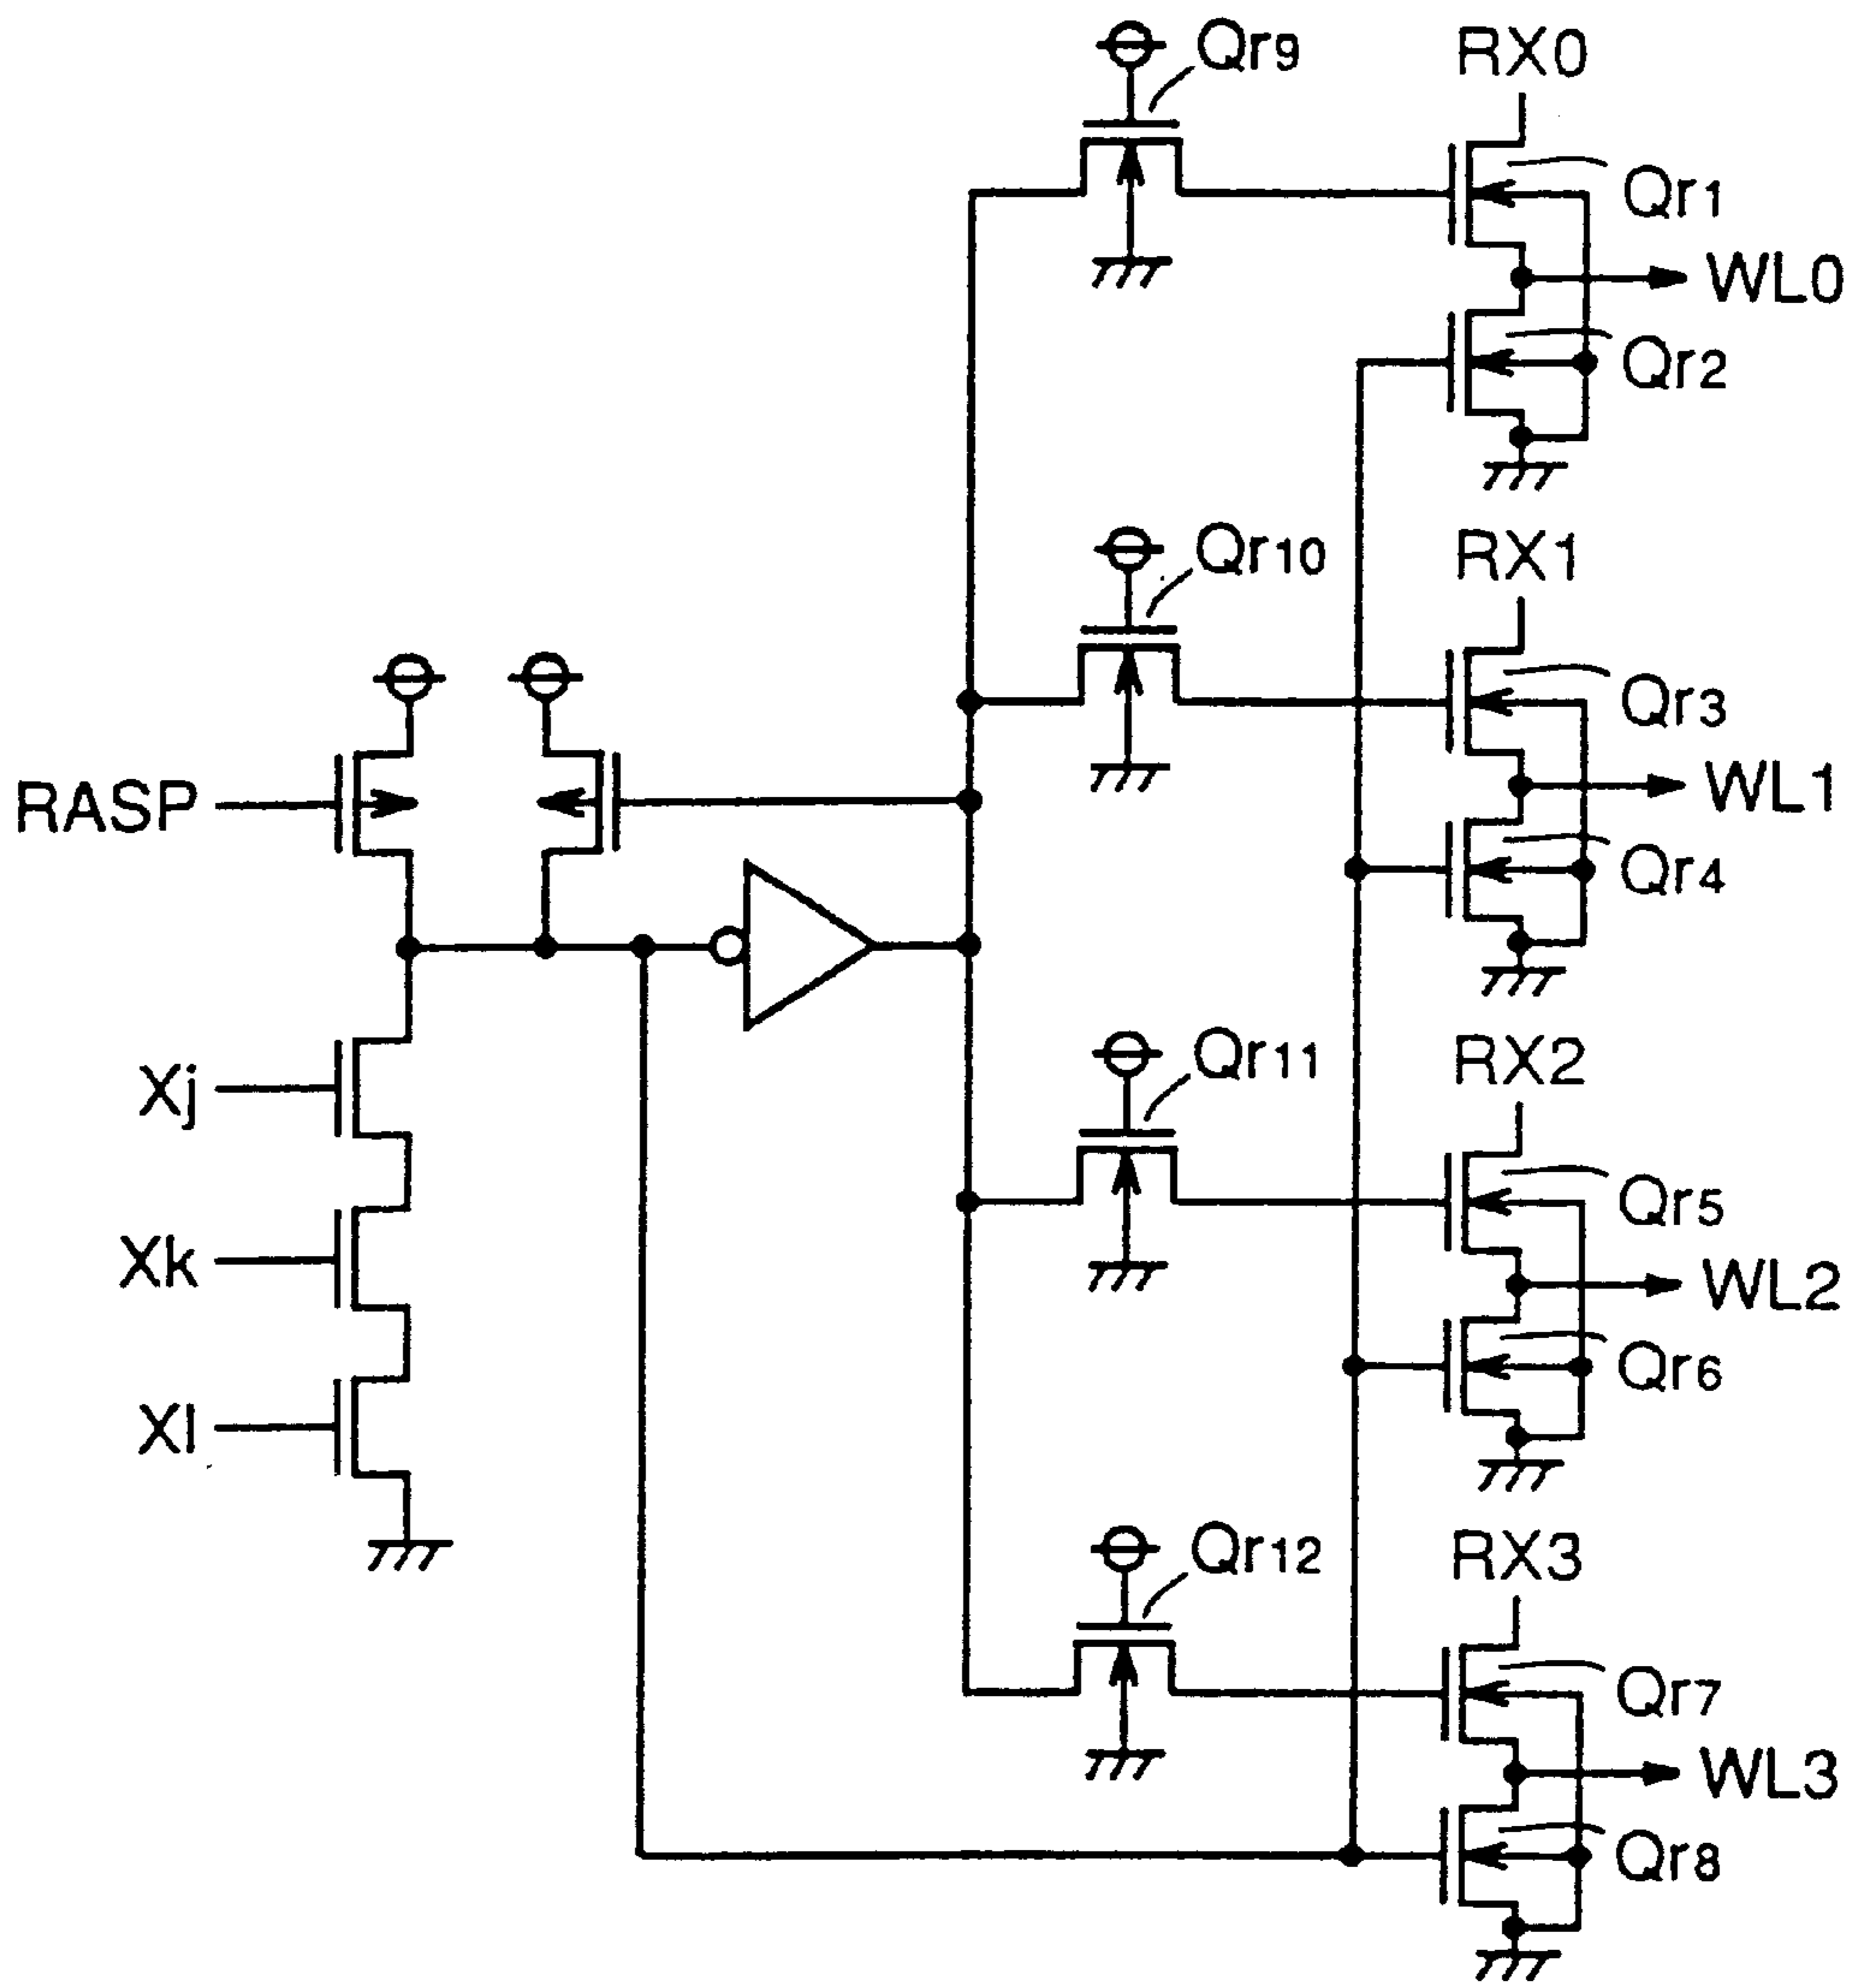 Qr9
RX0
Qr1
WL0
Qr2
Qr10
RX1
Qr3
RASP
WL1
Qr4
Qr11
RX2
Xj
Qr5
Xk
WL2
Qr6
Xl
Qr12
RX3
Qr7
WL3
Qr8